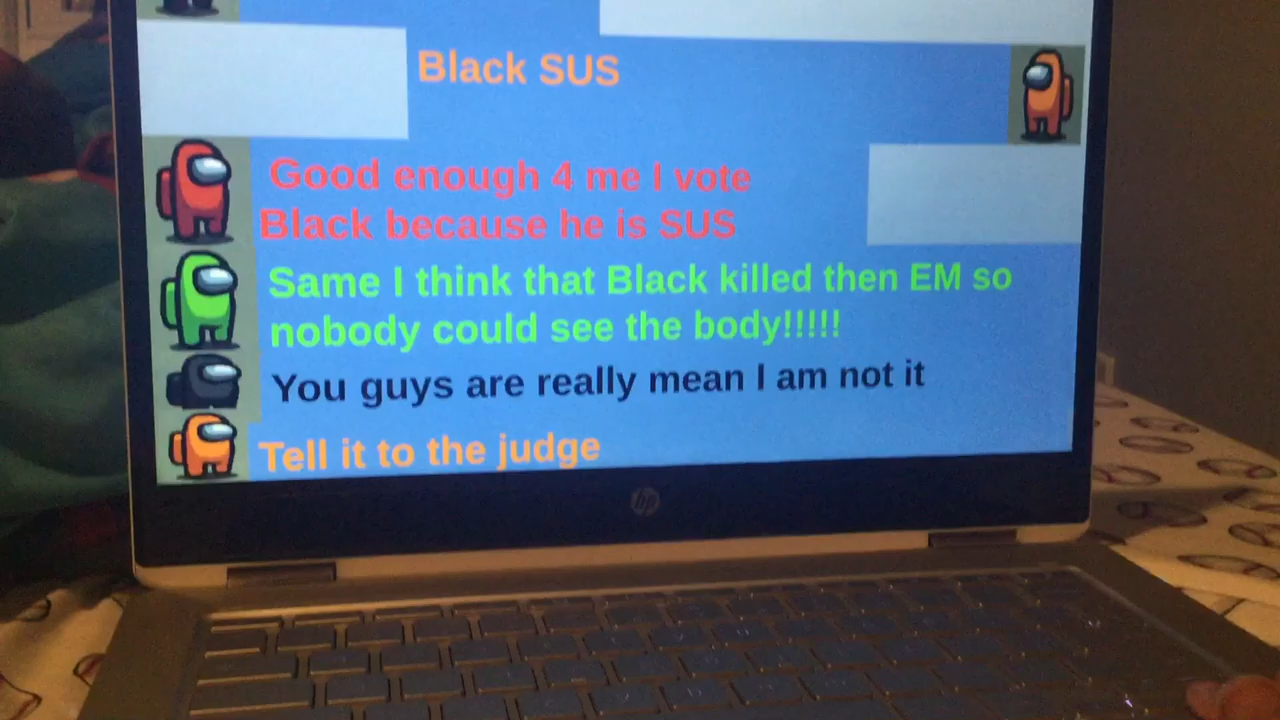 Black SUS
Good enough 4 me I vote
Black because he is SUS
Same I think that Black killed then EM so
nobody could see the body!!!!!
You guys are really mean I am not it
Tell it to the judge
hp